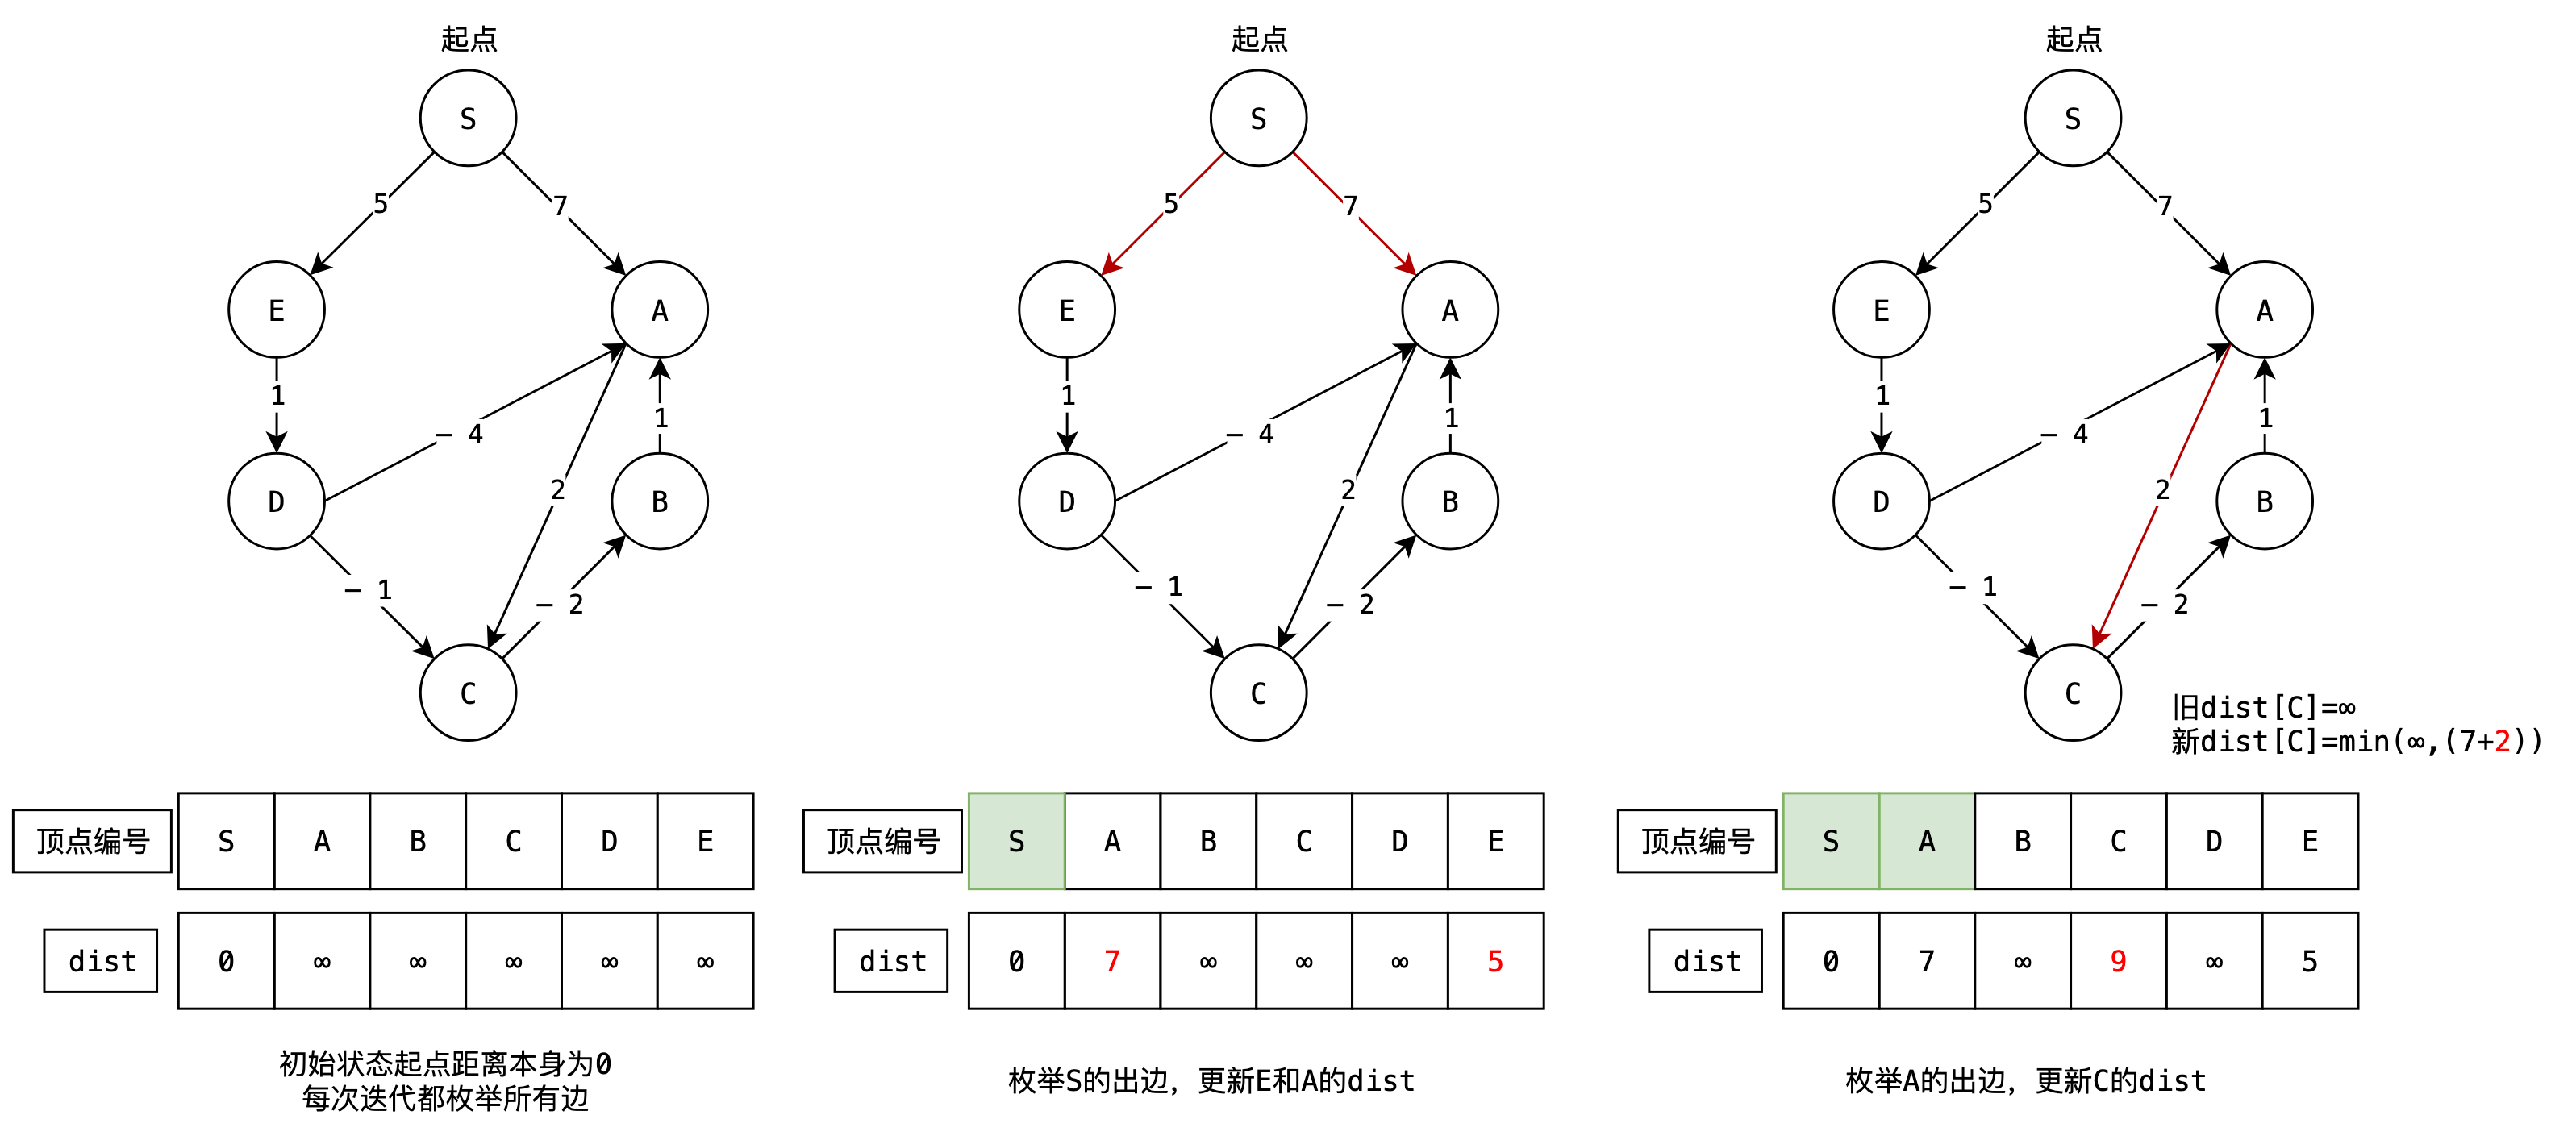 起点
S
5
7
E
A
1
1
— 4
2
D
B
— 1
— 2
C
顶点编号
S A B C D E
dist
0 ∞ ∞ ∞ ∞ ∞
初始状态起点距离本身为0
每次迭代都枚举所有边
起点
S
5
7
E
A
1
1
— 4
2
D
B
— 1
— 2
C
顶点编号
S A B C D E
dist
0 7 ∞ ∞ ∞ 5
枚举S的出边，更新E和A的dist
起点
S
5
7
E
A
1
1
— 4
2
D
B
— 1
— 2
C
旧dist[C]=∞
新dist[C]=min(∞,(7+2))
顶点编号
S A B C D E
dist
0 7 ∞ 9 ∞ 5
枚举A的出边，更新C的dist